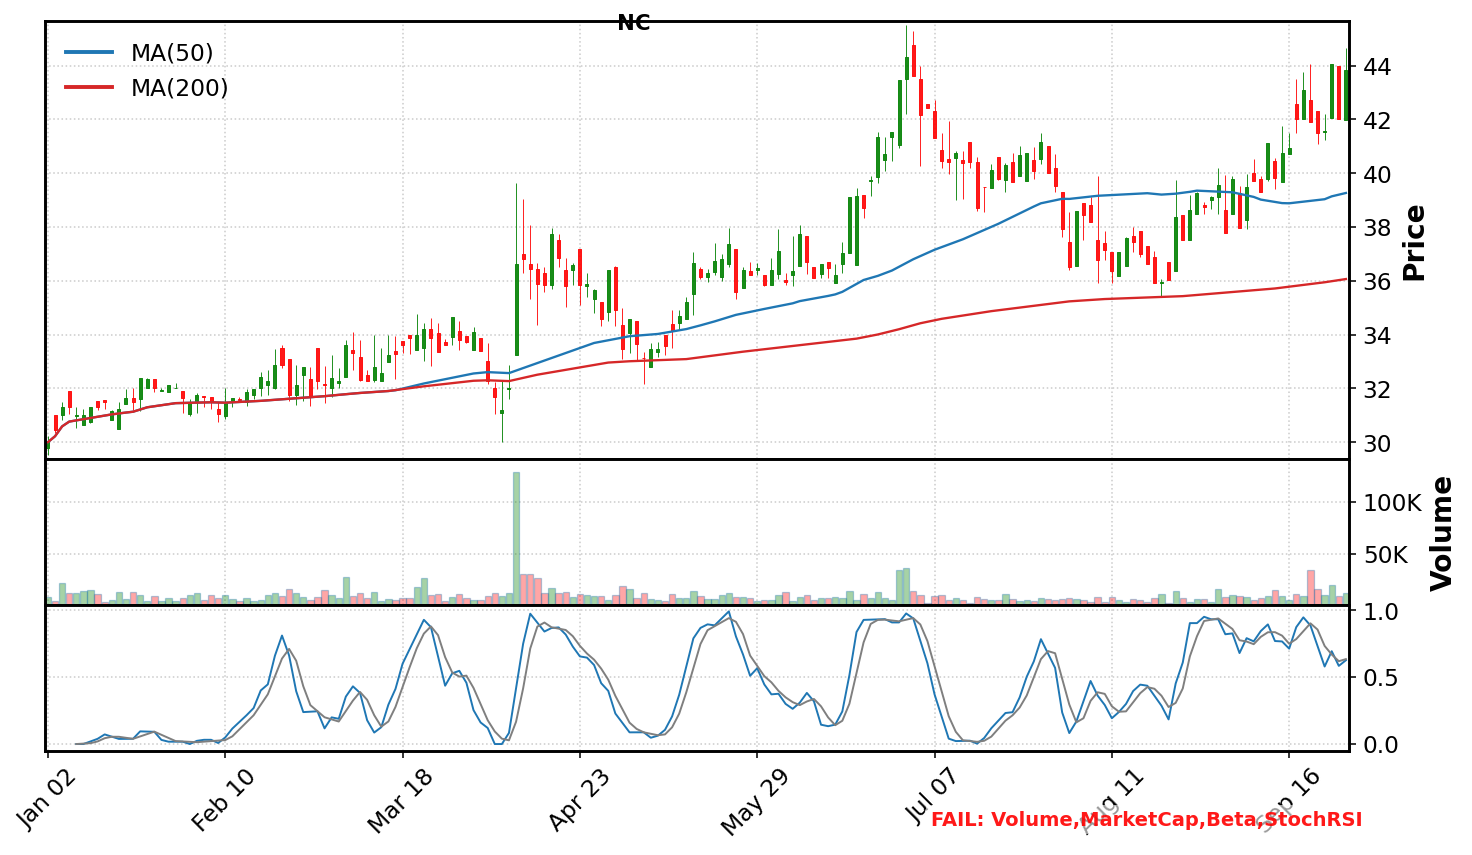 NC
MA(50)
MA(200)
44
42
40
38
36
34
32
30
Price
100K
50K
Volume
1.0
0.5
0.0
Jan 02
Feb 10
Mar 18
Apr 23
May 29
Jul 07
Aug 11
Sep 16
FAIL: Volume,MarketCap,Beta,StochRSI